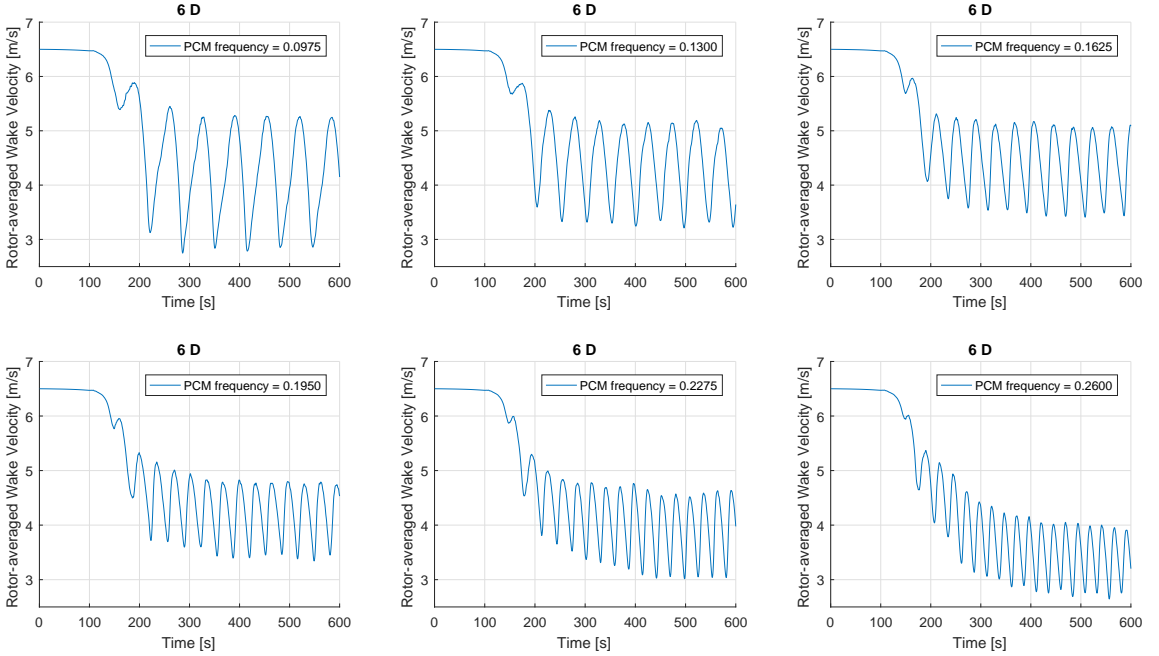 6 D
PCM frequency = 0.0975
Rotor-averaged Wake Velocity [m/s]
7
6
5
4
3
0 100 200 300 400 500 600
Time [s]
6 D
PCM frequency = 0.1300
Rotor-averaged Wake Velocity [m/s]
7
6
5
4
3
0 100 200 300 400 500 600
Time [s]
6 D
PCM frequency = 0.1625
Rotor-averaged Wake Velocity [m/s]
7
6
5
4
3
0 100 200 300 400 500 600
Time [s]
6 D
PCM frequency = 0.1950
Rotor-averaged Wake Velocity [m/s]
7
6
5
4
3
0 100 200 300 400 500 600
Time [s]
6 D
PCM frequency = 0.2275
Rotor-averaged Wake Velocity [m/s]
7
6
5
4
3
0 100 200 300 400 500 600
Time [s]
6 D
PCM frequency = 0.2600
Rotor-averaged Wake Velocity [m/s]
7
6
5
4
3
0 100 200 300 400 500 600
Time [s]